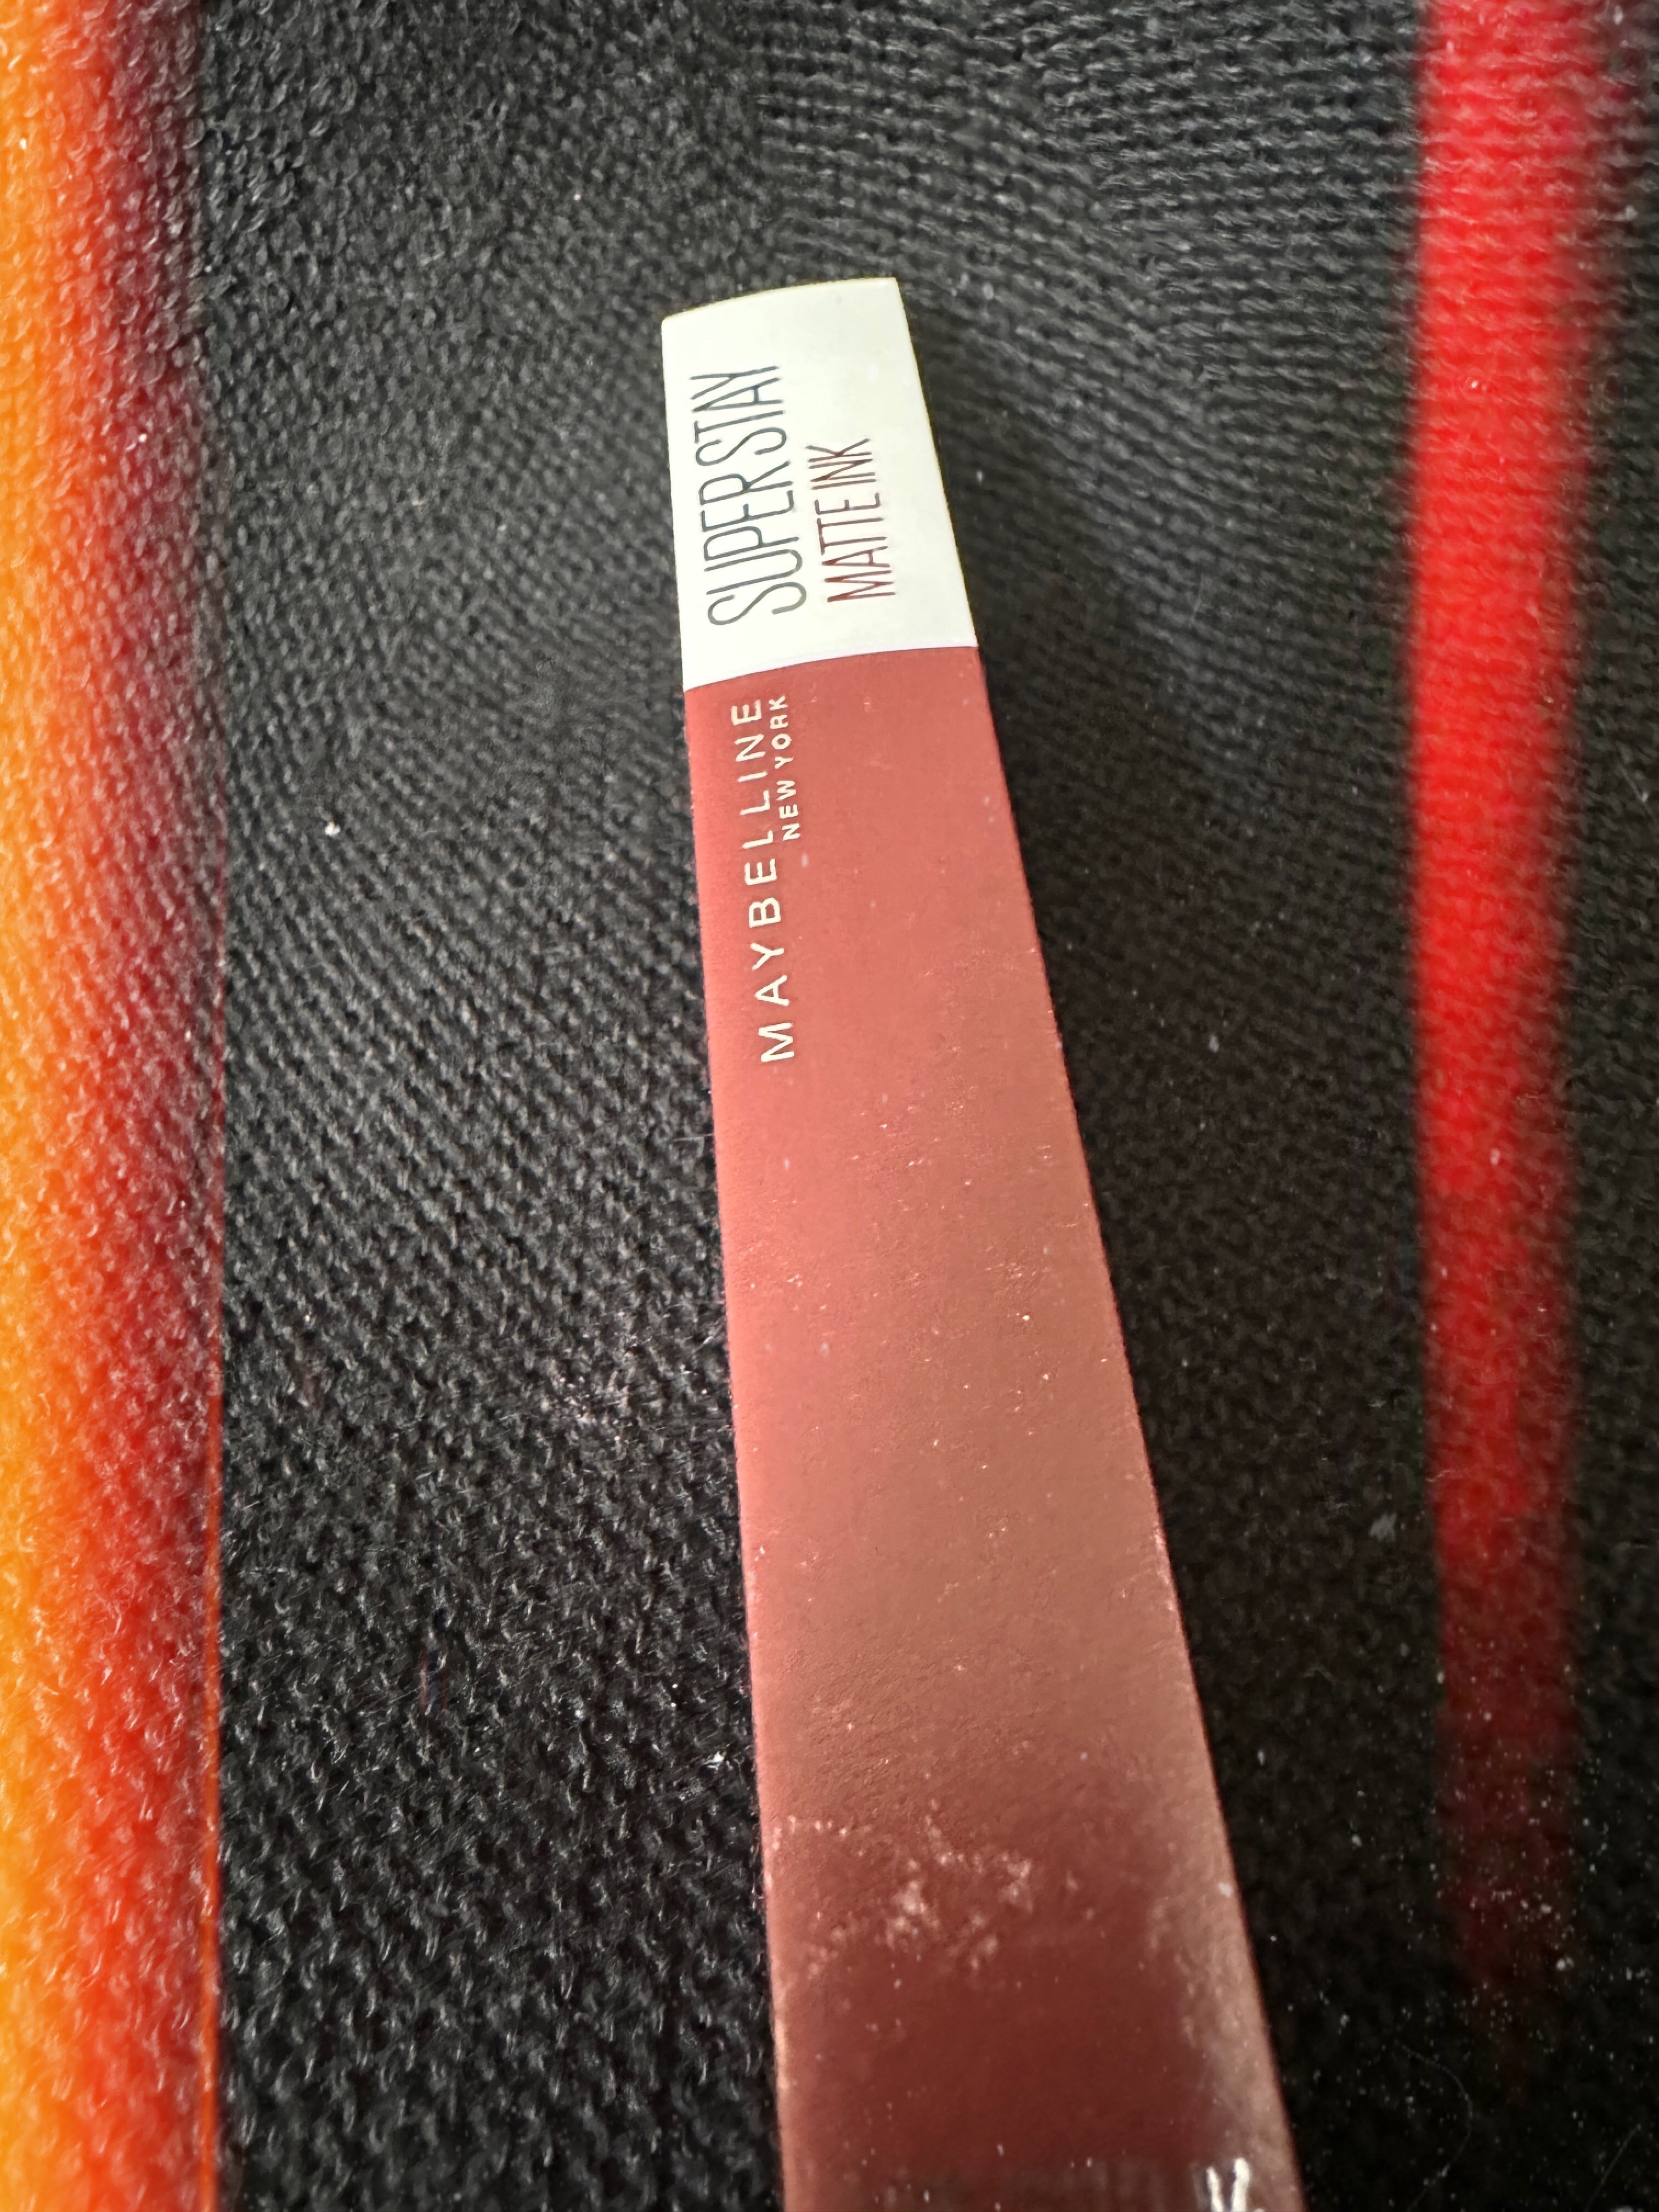 SUPER STAY
MATTE INK
MAYBELLINE
NEW YORK